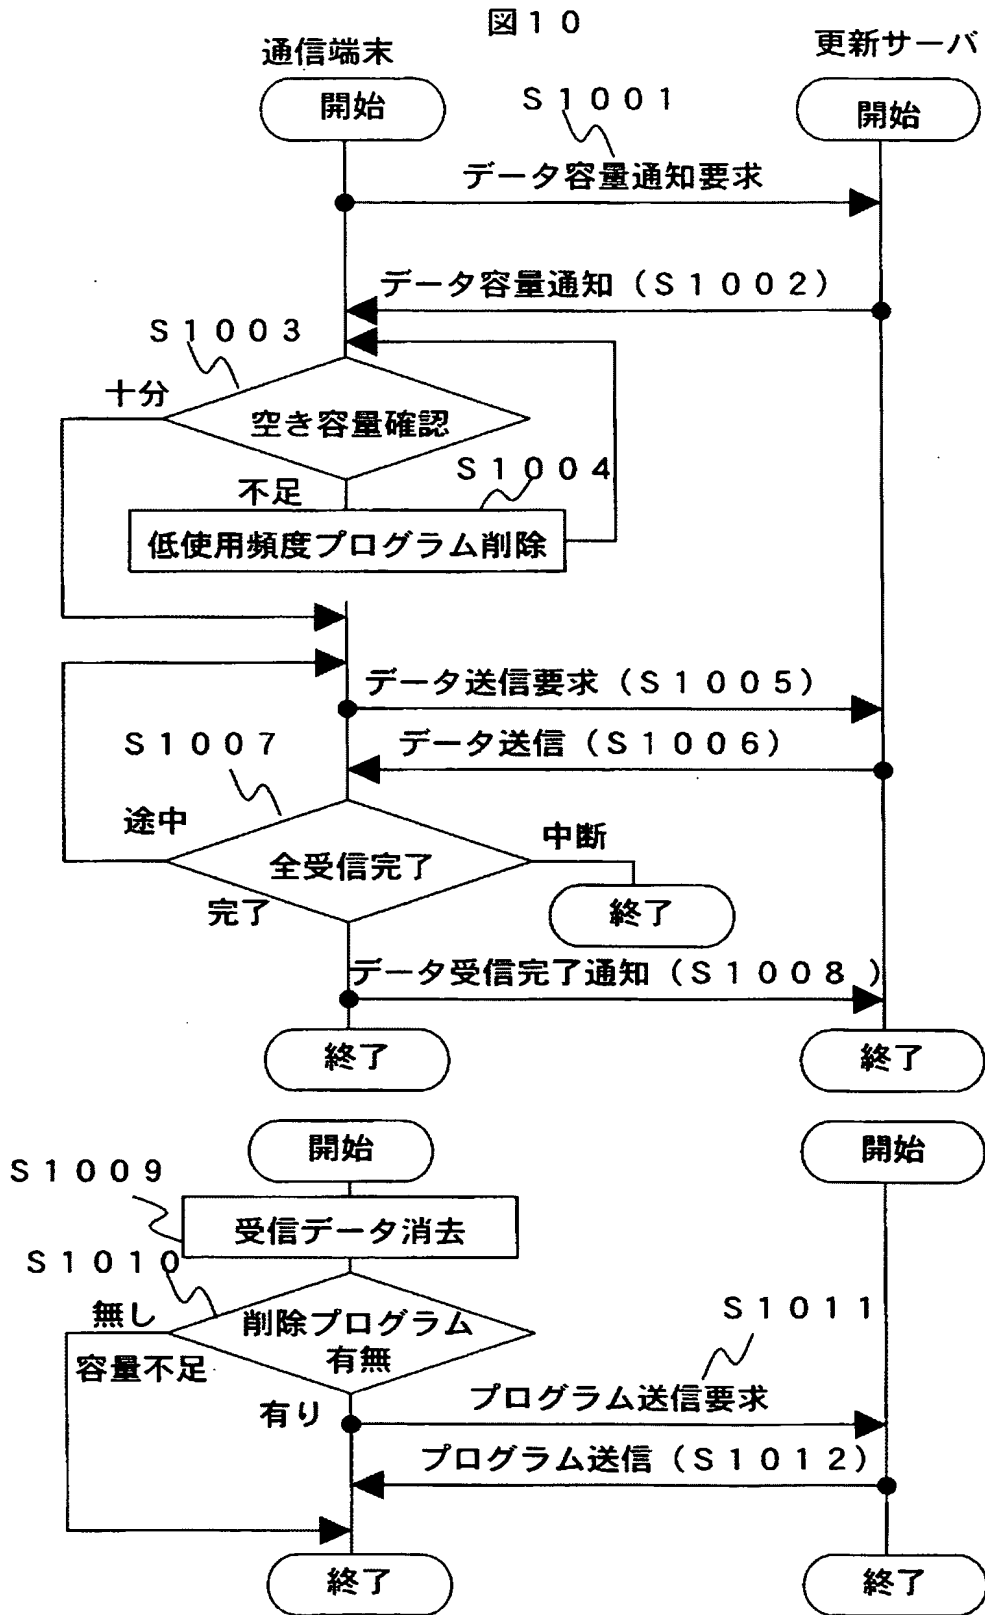 図１０
通信端末
更新サーバ
開始
開始
Ｓ１００１
データ容量通知要求
データ容量通知（Ｓ１００２）
Ｓ１００３
十分
空き容量確認
Ｓ１００４
不足
低使用頻度プログラム削除
データ送信要求（Ｓ１００５）
Ｓ１００７
データ送信（Ｓ１００６）
途中
中断
全受信完了
完了
終了
データ受信完了通知（Ｓ１００８）
終了
終了
開始
開始
Ｓ１００９
受信データ消去
Ｓ１０１０
無し
削除プログラム
有無
Ｓ１０１１
容量不足
有り
プログラム送信要求
プログラム送信（Ｓ１０１２）
終了
終了